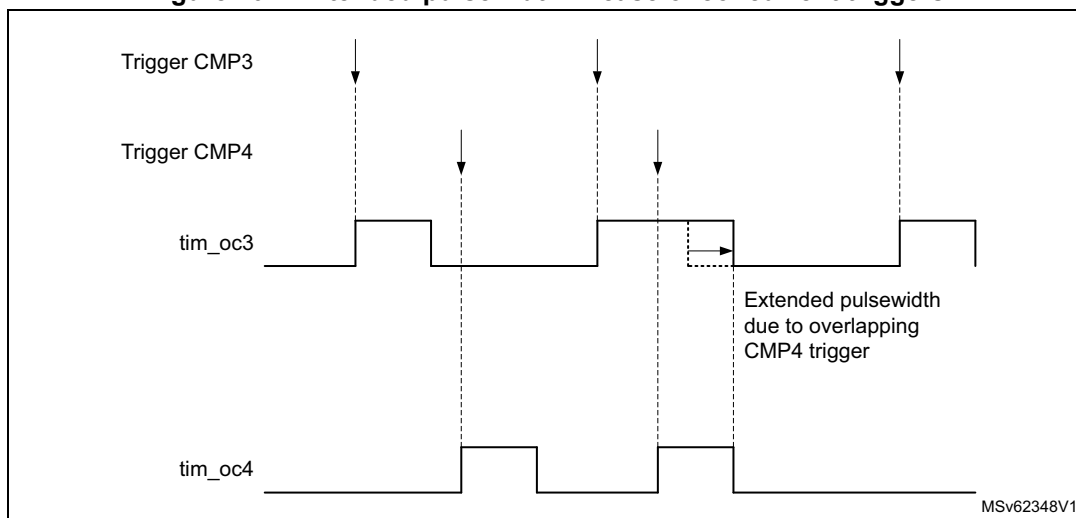 Trigger CMP3
Trigger CMP4
tim_oc3
Extended pulsewidth
due to overlapping
CMP4 trigger
tim_oc4
MSv62348V1